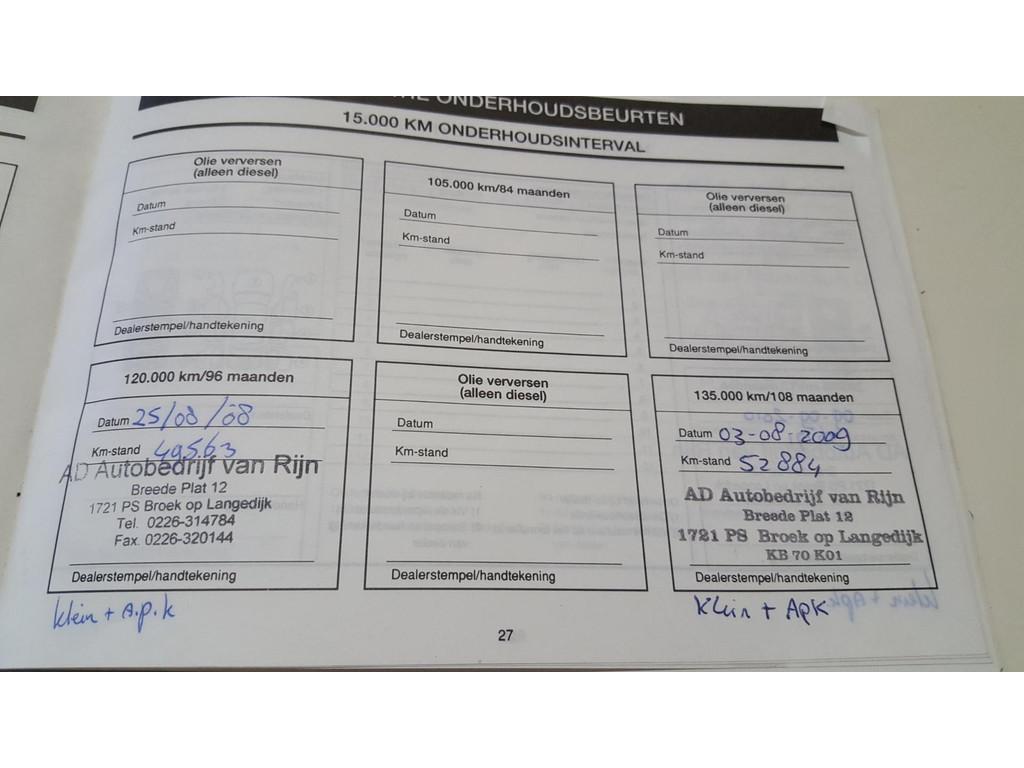 ONDERHOUDSBEURTEN
15.000 KM ONDERHOUDSINTERVAL
Olie verversen
(alleen diesel)
Datum
Km-stand
Dealerstempel/handtekening
105.000 km/84 maanden
Datum
Km-stand
Dealerstempel/handtekening
Olie verversen
(alleen diesel)
Datum
Km-stand
Dealerstempel/handtekening
120.000 km/96 maanden
Datum 25/08/08
Km-stand 49563
AD Autobedrijf van Rijn
Breede Plat 12
1721 PS Broek op Langedijk
Tel. 0226-314784
Fax. 0226-320144
Dealerstempel/handtekening
klein + A.p.k
Olie verversen
(alleen diesel)
Datum
Km-stand
Dealerstempel/handtekening
135.000 km/108 maanden
Datum 03-08-2009
Km-stand 52884
AD Autobedrijf van Rijn
Breede Plat 12
1721 PS Broek op Langedijk
KB 70 K01
Dealerstempel/handtekening
Klein + Apk
27